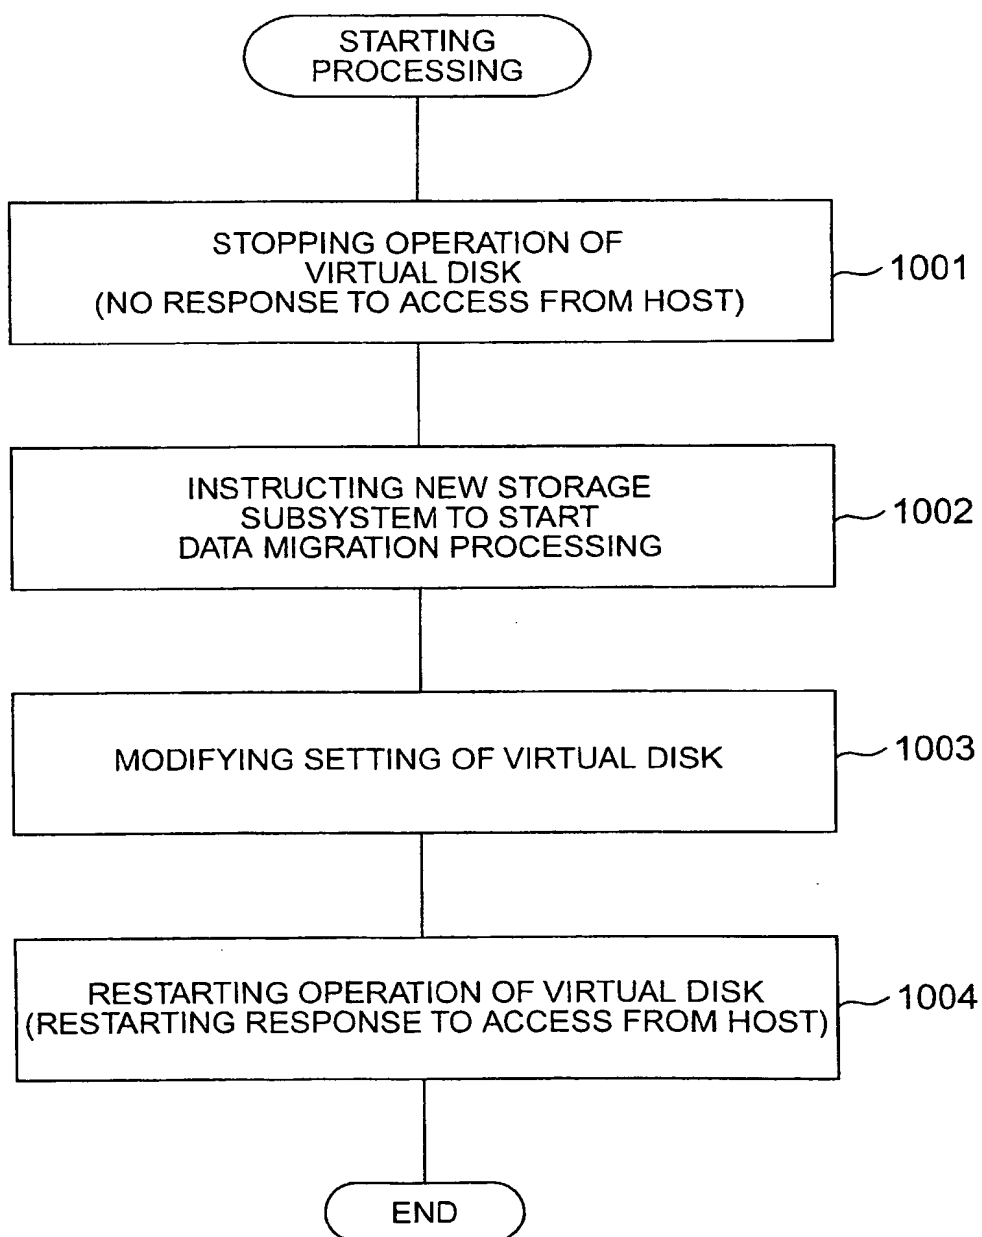 STARTING
PROCESSING
STOPPING OPERATION OF
VIRTUAL DISK
(NO RESPONSE TO ACCESS FROM HOST)
1001
INSTRUCTING NEW STORAGE
SUBSYSTEM TO START
DATA MIGRATION PROCESSING
1002
MODIFYING SETTING OF VIRTUAL DISK
1003
RESTARTING OPERATION OF VIRTUAL DISK
(RESTARTING RESPONSE TO ACCESS FROM HOST)
1004
END